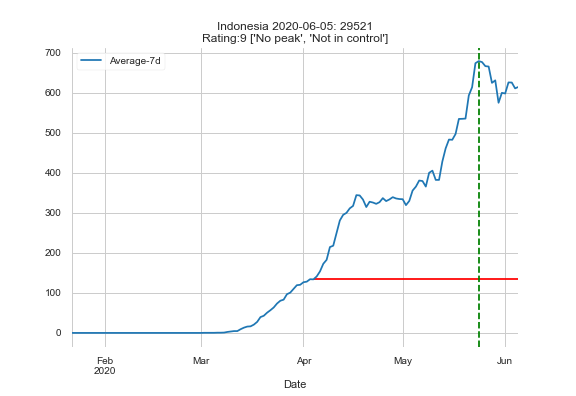 Indonesia 2020-06-05: 29521
Rating:9 ['No peak', 'Not in control']
700
Average-7d
600
500
400
300
200
100
0
Feb Mar Apr May Jun
2020
Date